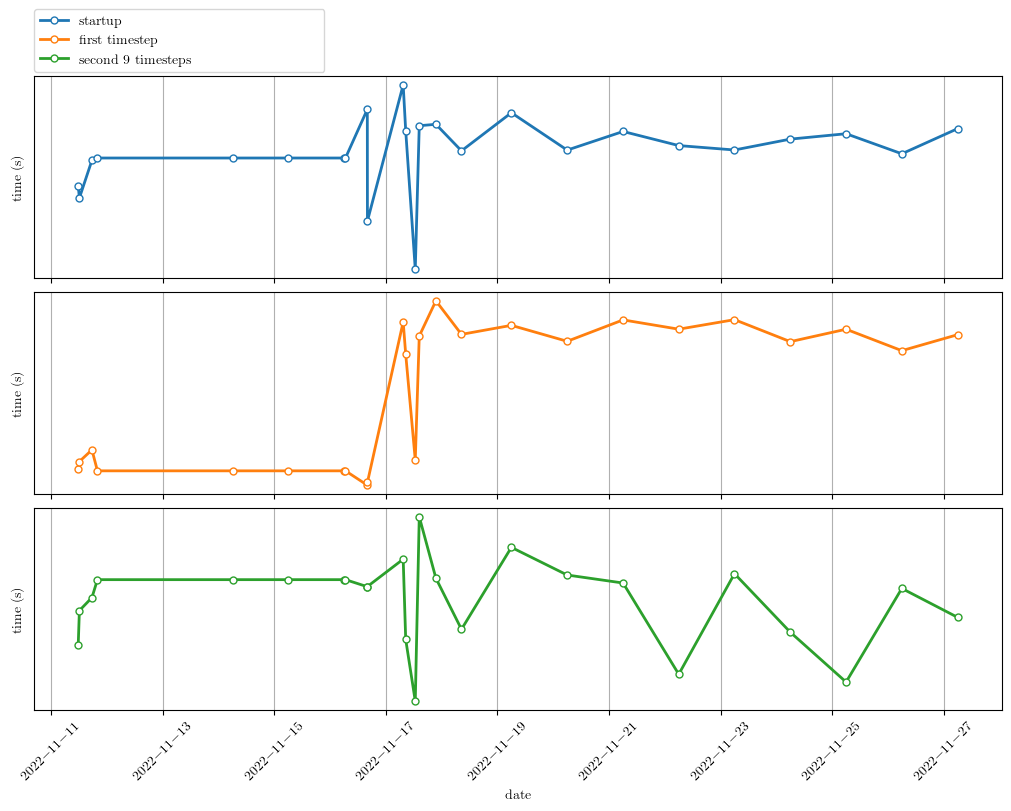 startup
first timestep
second 9 timesteps
time (s)
time (s)
time (s)
2022−11−11
2022−11−13
2022−11−15
2022−11−17
2022−11−19
2022−11−21
2022−11−23
2022−11−25
2022−11−27
date